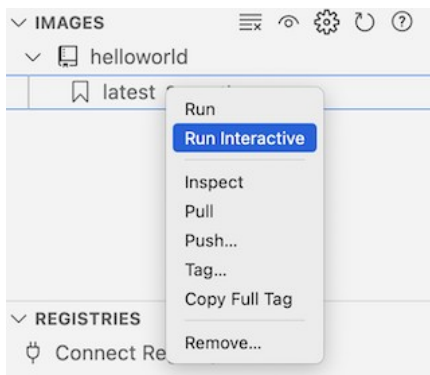 IMAGES
helloworld
latest
Run
Run Interactive
Inspect
Pull
Push...
Tag...
Copy Full Tag
Remove...
REGISTRIES
Connect Re